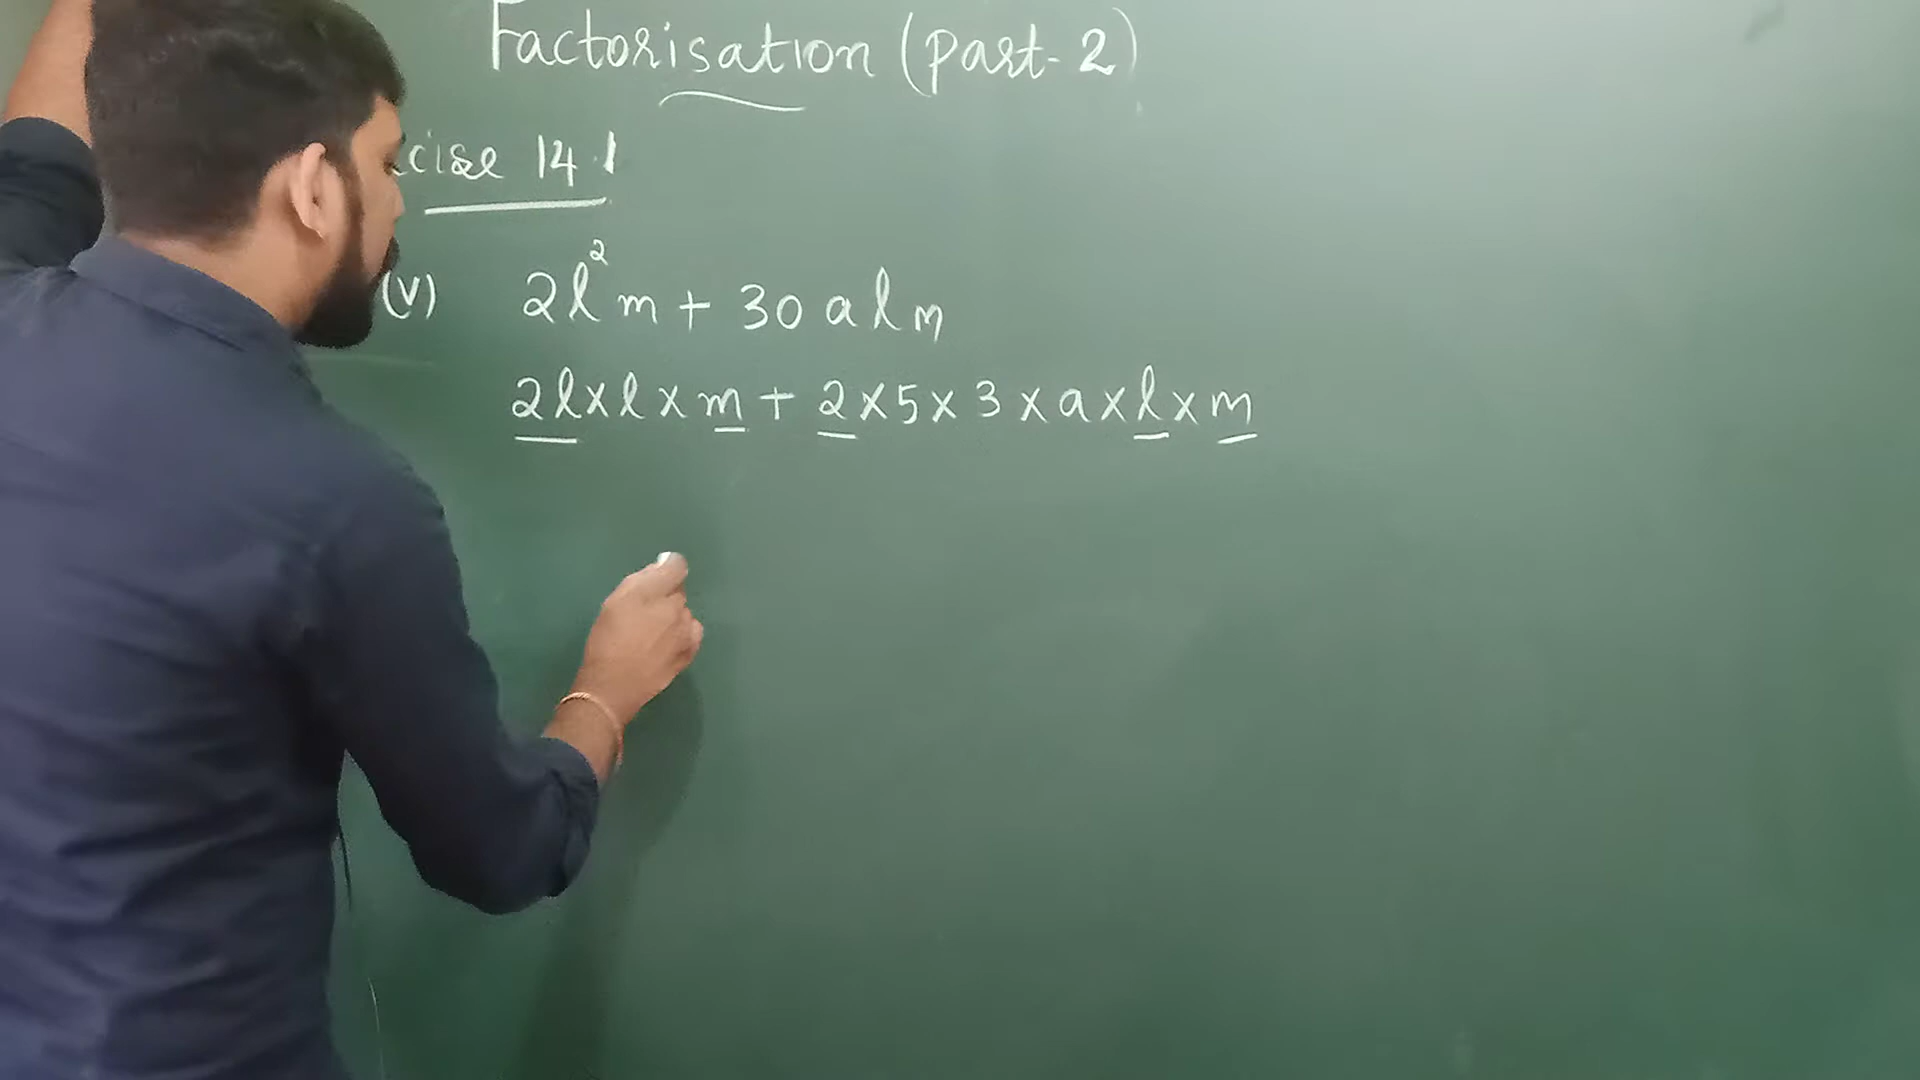 Factorisation (part-2)
cise 14.1
(v) 2l²m + 30alm
2l×l×m + 2×5×3×a×l×m